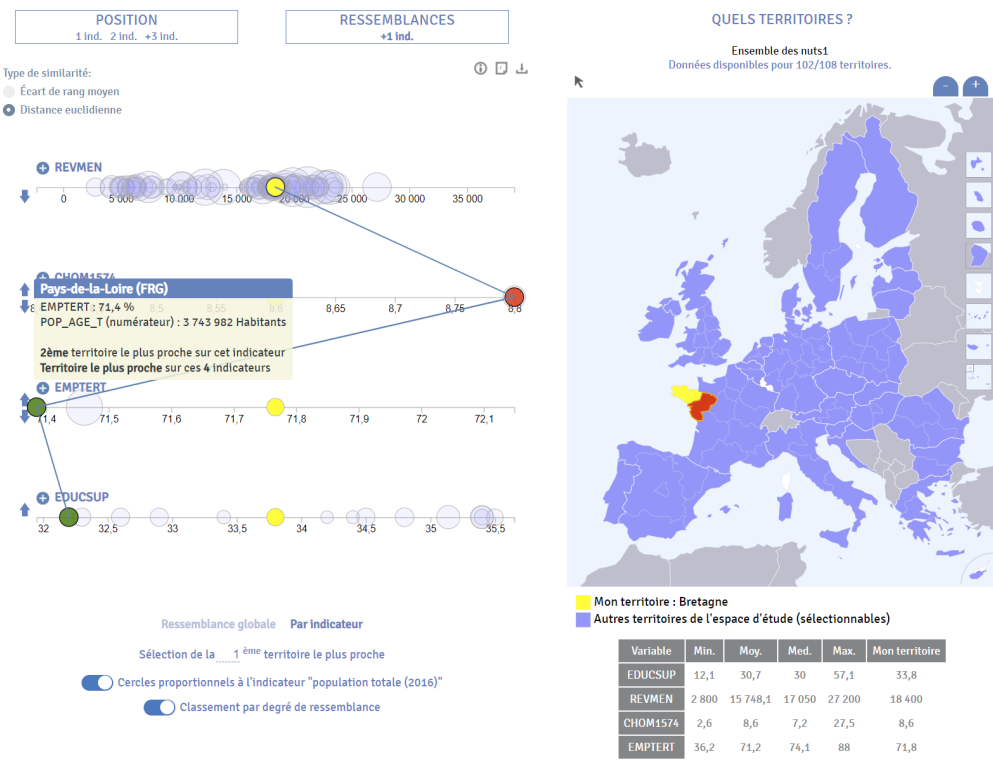 POSITION
1 ind. 2 ind. +3 ind.
RESSEMBLANCES
+1 ind.
Type de similarité:
Écart de rang moyen
Distance euclidienne
REVMEN
0 5 000 10 000 15 000 20 000 25 000 30 000 35 000
CHOM1574
8,55 8,6 8,65 8,7 8,75 8,8
Pays-de-la-Loire (FRG)
EMPTERT : 71,4 %
POP_AGE_T (numérateur) : 3 743 982 Habitants
2ème territoire le plus proche sur cet indicateur
Territoire le plus proche sur ces 4 indicateurs
EMPTERT
71,4 71,5 71,6 71,7 71,8 71,9 72 72,1
EDUCSUP
32 32,5 33 33,5 34 34,5 35 35,5
Ressemblance globale Par indicateur
Sélection de la 1 ème territoire le plus proche
Cercles proportionnels à l'indicateur "population totale (2016)"
Classement par degré de ressemblance
QUELS TERRITOIRES ?
Ensemble des nuts1
Données disponibles pour 102/108 territoires.
- +
Mon territoire : Bretagne
Autres territoires de l'espace d'étude (sélectionnables)
Variable Min. Moy. Med. Max. Mon territoire
EDUCSUP 12,1 30,7 30 57,1 33,8
REVMEN 2 800 15 748,1 17 050 27 200 18 400
CHOM1574 2,6 8,6 7,2 27,5 8,6
EMPTERT 36,2 71,2 74,1 88 71,8